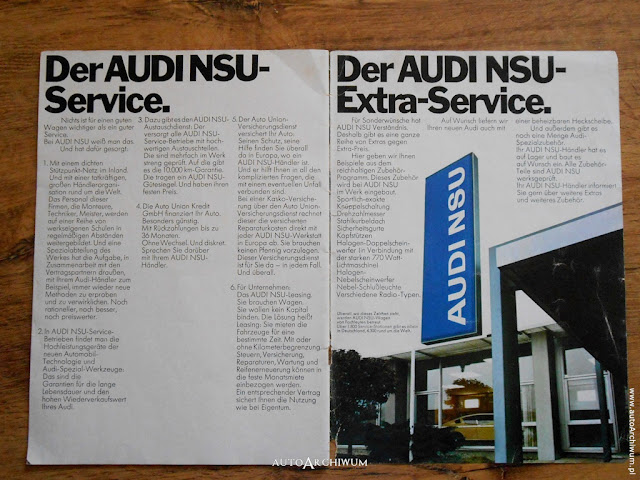 Der AUDI NSU-
Service.
Nichts ist für einen guten
Wagen wichtiger als ein guter
Service.
Bei AUDI NSU weiß man das
Und hat dafür gesorgt.
1. Mit einem dichten
Stützpunkt-Netz im Inland.
Und mit einer tatkräftigen,
großen Händlerorgani-
sation rund um die Welt.
Das Personal dieser
Firmen, die Monteure,
Techniker, Meister, werden
auf einer Reihe von
werkseigenen Schulen in
regelmäßigen Abständen
weitergebildet. Und eine
Spezialabteilung des
Werkes hat die Aufgabe, in
Zusammenarbeit mit den
Vertragspartnern draußen,
mit Ihrem Audi-Händler zum
Beispiel, immer wieder neue
Methoden zu erproben
und zu verwirklichen. Noch
rationeller, noch besser,
noch preiswerter.
2. In AUDI NSU-Service-
Betrieben findet man die
Hochleistungsgeräte der
neuen Automobil-
Technologie und
Audi-Spezial-Werkzeuge.
Das sind die
Garantien für die lange
Lebensdauer und den
hohen Wiederverkaufswert
Ihres Audi.
3. Dazu gibt es den AUDI NSU-
Austauschdienst. Der
versorgt alle AUDI NSU-
Service-Betriebe mit hoch-
wertigen Austauschteilen.
Die sind mehrfach im Werk
streng geprüft. Auf die gibt
es die 10.000 km-Garantie.
Die tragen ein AUDI NSU-
Gütesiegel. Und haben ihren
festen Preis.
4. Die Auto Union Kredit
GmbH finanziert Ihr Auto.
Besonders günstig.
Mit Rückzahlungen bis zu
36 Monaten.
Ohne Wechsel. Und diskret.
Sprechen Sie darüber
mit Ihrem AUDI NSU-
Händler.
5. Der Auto Union-
Versicherungsdienst
versichert Ihr Auto.
Seinen Schutz, seine
Hilfe finden Sie überall
da in Europa, wo ein
AUDI NSU-Händler ist
Und er hilft Ihnen in all den
komplizierten Fragen, die
mit einem eventuellen Unfall
verbunden sind.
Bei einer Kasko-Versiche-
rung über den Auto Union-
Versicherungsdienst rechnet
dieser die versicherten
Reparaturkosten direkt mit
jeder AUDI NSU-Werkstatt
in Europa ab. Sie brauchen
keinen Pfennig vorzulegen.
Dieser Versicherungsdienst
ist für Sie da – in jedem Fall.
Und überall.
6. Für Unternehmen:
Das AUDI NSU-Leasing.
Sie brauchen Wagen.
Sie wollen kein Kapital
binden. Die Lösung heißt
Leasing: Sie mieten die
Fahrzeuge für eine
bestimmte Zeit. Mit oder
ohne Kilometerbegrenzung.
Steuern, Versicherung,
Reparaturen, Wartung und
Reifenerneuerung können in
die feste Monatsmiete
einbezogen werden.
Ein entsprechender Vertrag
sichert Ihnen die Nutzung
wie bei Eigentum.
Der AUDI NSU-
Extra-Service.
Für Sonderwünsche hat
AUDI NSU Verständnis.
Deshalb gibt es eine ganze
Reihe von Extras gegen
Extra-Preis.
Hier geben wir Ihnen
Beispiele aus dem
reichhaltigen Zubehör-
Programm. Dieses Zubehör
wird bei AUDI NSU
im Werk eingebaut.
Sportlich-exakte
Knüppelschaltung
Drehzahlmesser
Stahlkurbeldach
Sicherheitsgurte
Kopfstützen
Halogen-Doppelschein-
werfer (in Verbindung mit
der starken 770 Watt-
Lichtmaschine)
Halogen-
Nebelscheinwerfer
Nebel-Schlußleuchte
Verschiedene Radio-Typen.
Auf Wunsch liefern wir
Ihnen den neuen Audi auch mit
einer beheizbaren Heckscheibe.
Und außerdem gibt es
noch eine Menge Audi-
Spezialzubehör.
Ihr AUDI NSU-Händler hat es
auf Lager und baut es
auf Wunsch ein. Alle Zubehör-
Teile sind AUDI NSU
werksgeprüft.
Ihr AUDI NSU-Händler informiert
Sie gern über weitere Extras
und weiteres Zubehör.
Überall, wo dieses Zeichen steht,
werden AUDI NSU-Wagen
AUDI NSU
AUTOARCHIWUM
www.autoArchiwum.pl